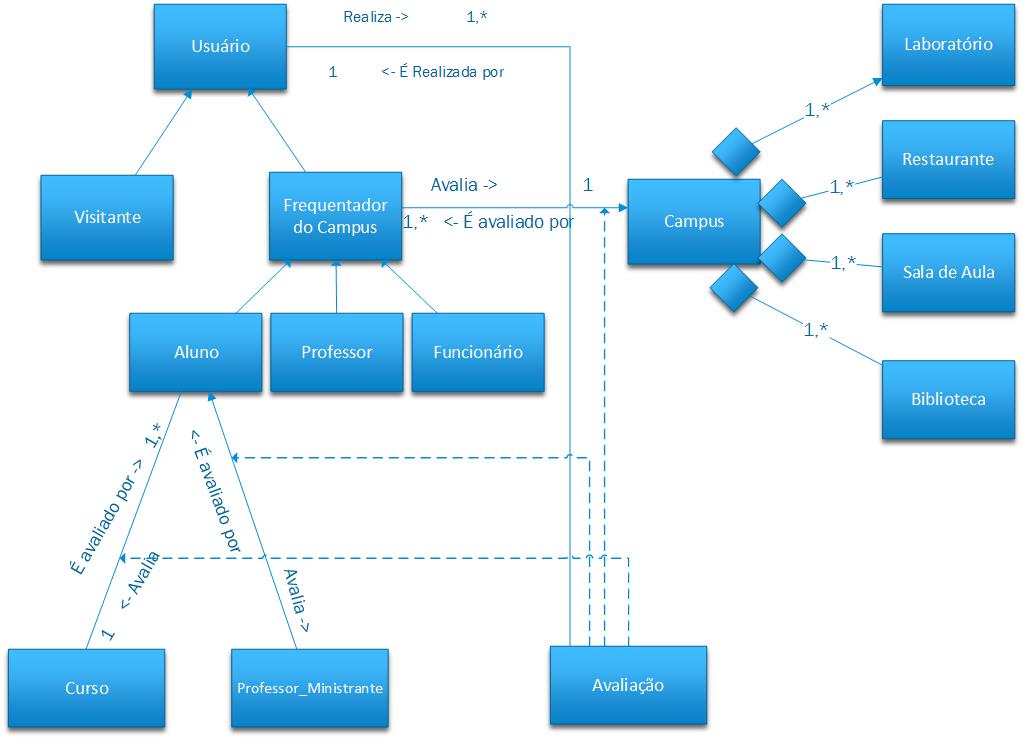 Realiza -> 1,*
Usuário
Laboratório
1 <- É Realizada por
1,*
Restaurante
1,*
Avalia -> 1
Visitante
Frequentador
do Campus
1,* <- É avaliado por
Campus
1,*
Sala de Aula
1,*
Aluno
Professor
Funcionário
Biblioteca
É avaliado por -> 1,*
<- É avaliado por
1 <- Avalia
Avalia ->
Curso
Professor_Ministrante
Avaliação